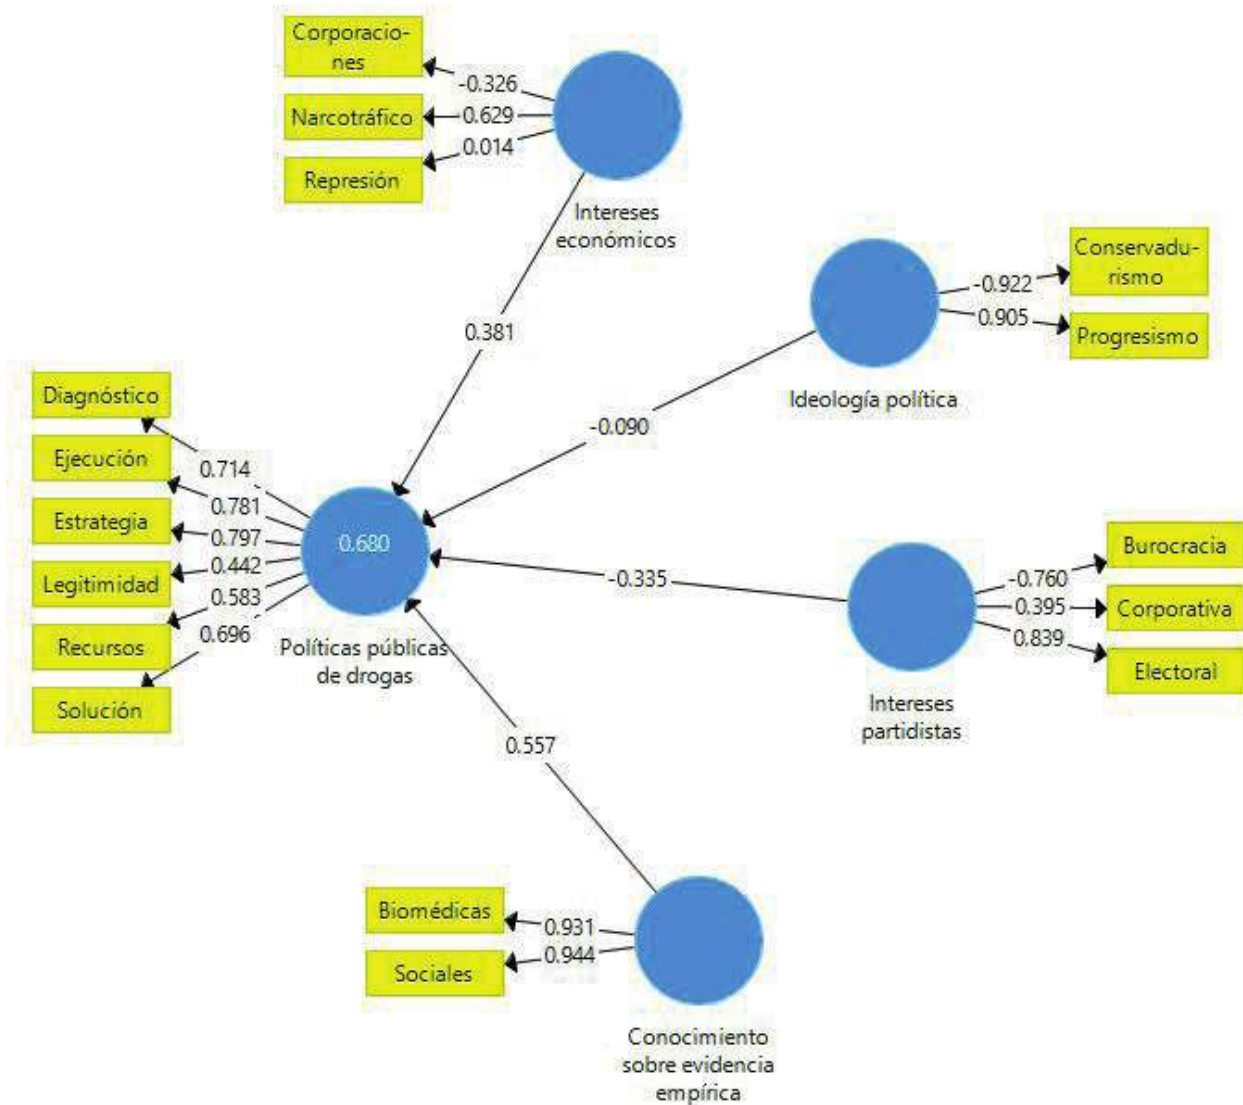 Corporacio-
nes
Narcotráfico
Represión
-0.326
0.629
0.014
Intereses
económicos
0.381
Conservadu-
rismo
Progresismo
-0.922
0.905
Ideología política
-0.090
Diagnóstico
Ejecución
Estrategia
Legitimidad
Recursos
Solución
0.714
0.781
0.797
0.442
0.583
0.696
0.680
Políticas públicas
de drogas
-0.335
Burocracia
Corporativa
Electoral
-0.760
0.395
0.839
Intereses
partidistas
0.557
Biomédicas
Sociales
0.931
0.944
Conocimiento
sobre evidencia
empírica